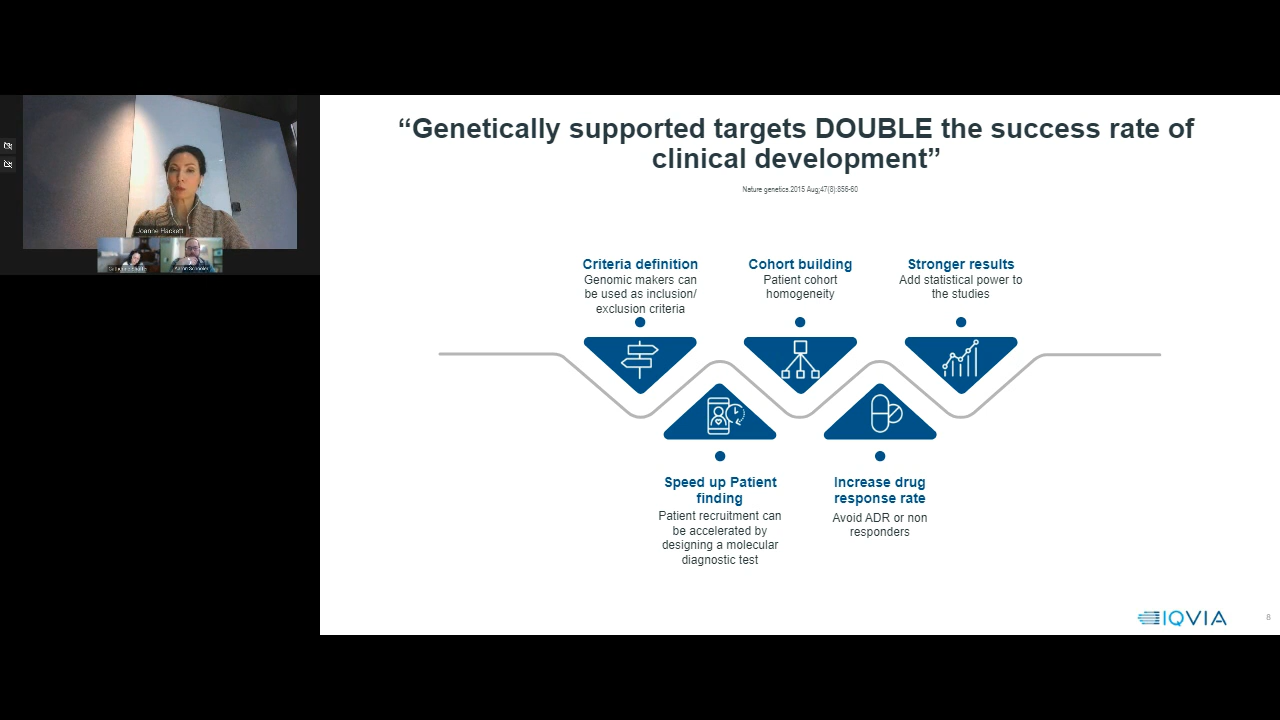 “Genetically supported targets DOUBLE the success rate of
clinical development”
Nature genetics.2015 Aug;47(8):856-60
Joanne Hackett
Criteria definition
Genomic makers can
be used as inclusion/
exclusion criteria
Cohort building
Patient cohort
homogeneity
Stronger results
Add statistical power to
the studies
Speed up Patient
finding
Patient recruitment can
be accelerated by
designing a molecular
diagnostic test
Increase drug
response rate
Avoid ADR or non
responders
IQVIA
8